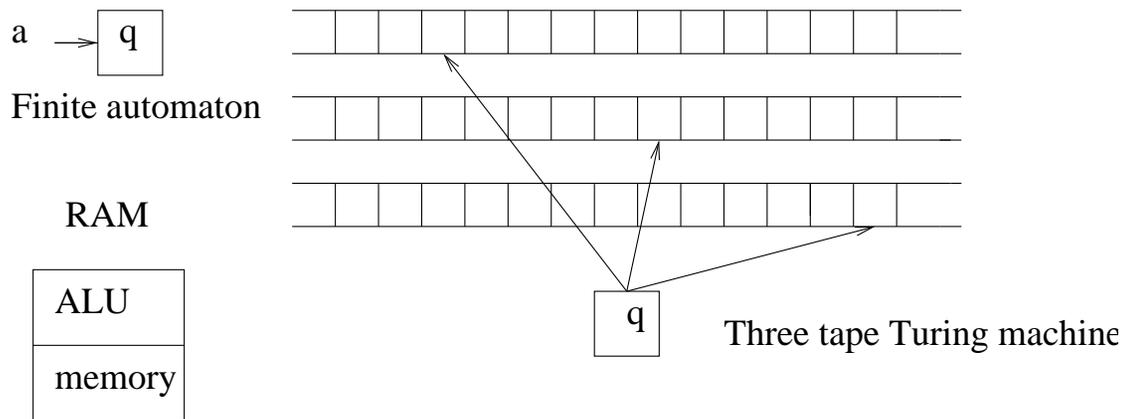 a q
Finite automaton
RAM
ALU
memory
q
Three tape Turing machine